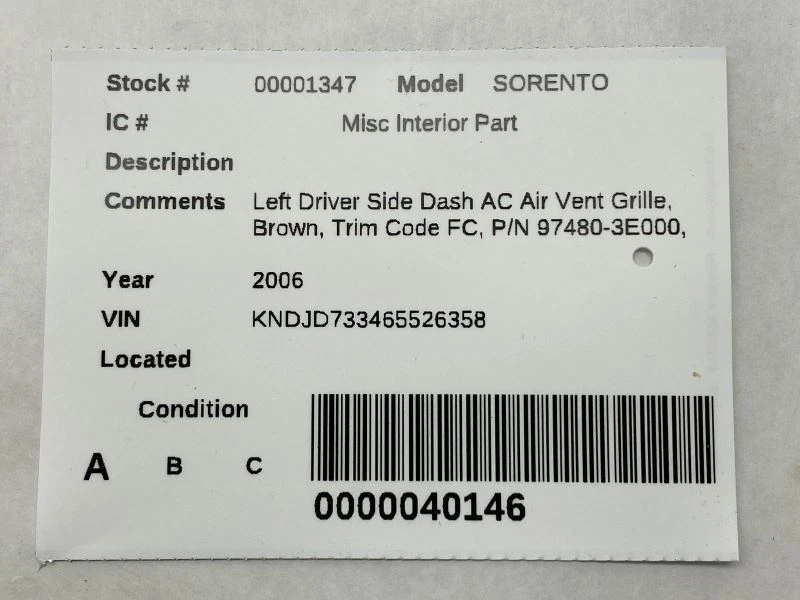 Stock # 00001347 Model SORENTO
IC # Misc Interior Part
Description
Comments Left Driver Side Dash AC Air Vent Grille,
Brown, Trim Code FC, P/N 97480-3E000,
Year 2006
VIN KNDJD733465526358
Located
Condition
A B C
0000040146